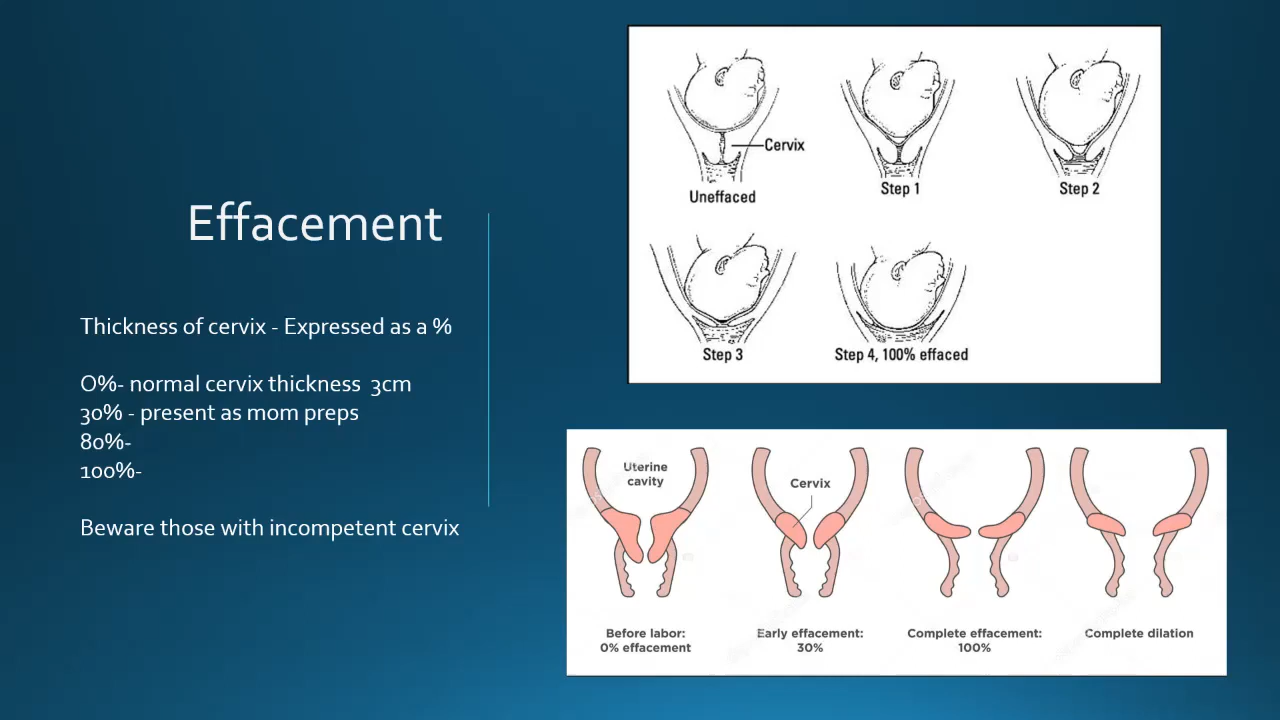 Effacement
Thickness of cervix - Expressed as a %
0%- normal cervix thickness  3cm
30% - present as mom preps
80%-
100%-
Beware those with incompetent cervix
Cervix
Uneffaced
Step 1
Step 2
Step 3
Step 4, 100% effaced
Uterine
cavity
Cervix
Before labor:
0% effacement
Early effacement:
30%
Complete effacement:
100%
Complete dilation